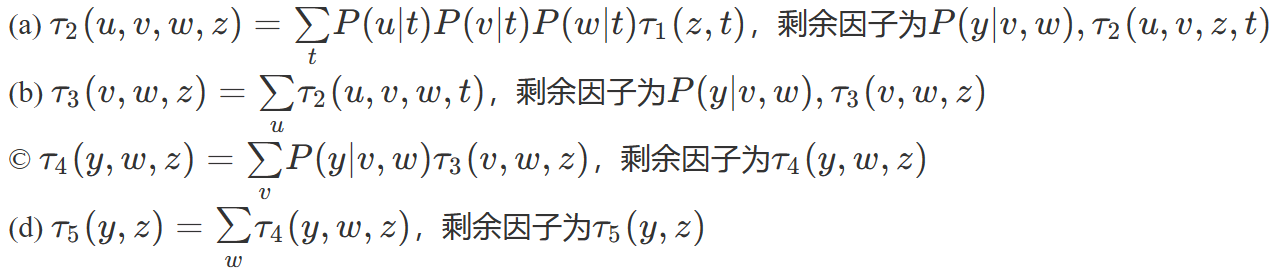 (a) τ₂(u, v, w, z) = ∑ₜ P(u|t)P(v|t)P(w|t)τ₁(z, t)，剩余因子为P(y|v, w), τ₂(u, v, z, t)
(b) τ₃(v, w, z) = ∑ᵤ τ₂(u, v, w, t)，剩余因子为P(y|v, w), τ₃(v, w, z)
© τ₄(y, w, z) = ∑ᵥ P(y|v, w)τ₃(v, w, z)，剩余因子为τ₄(y, w, z)
(d) τ₅(y, z) = ∑_w τ₄(y, w, z)，剩余因子为τ₅(y, z)